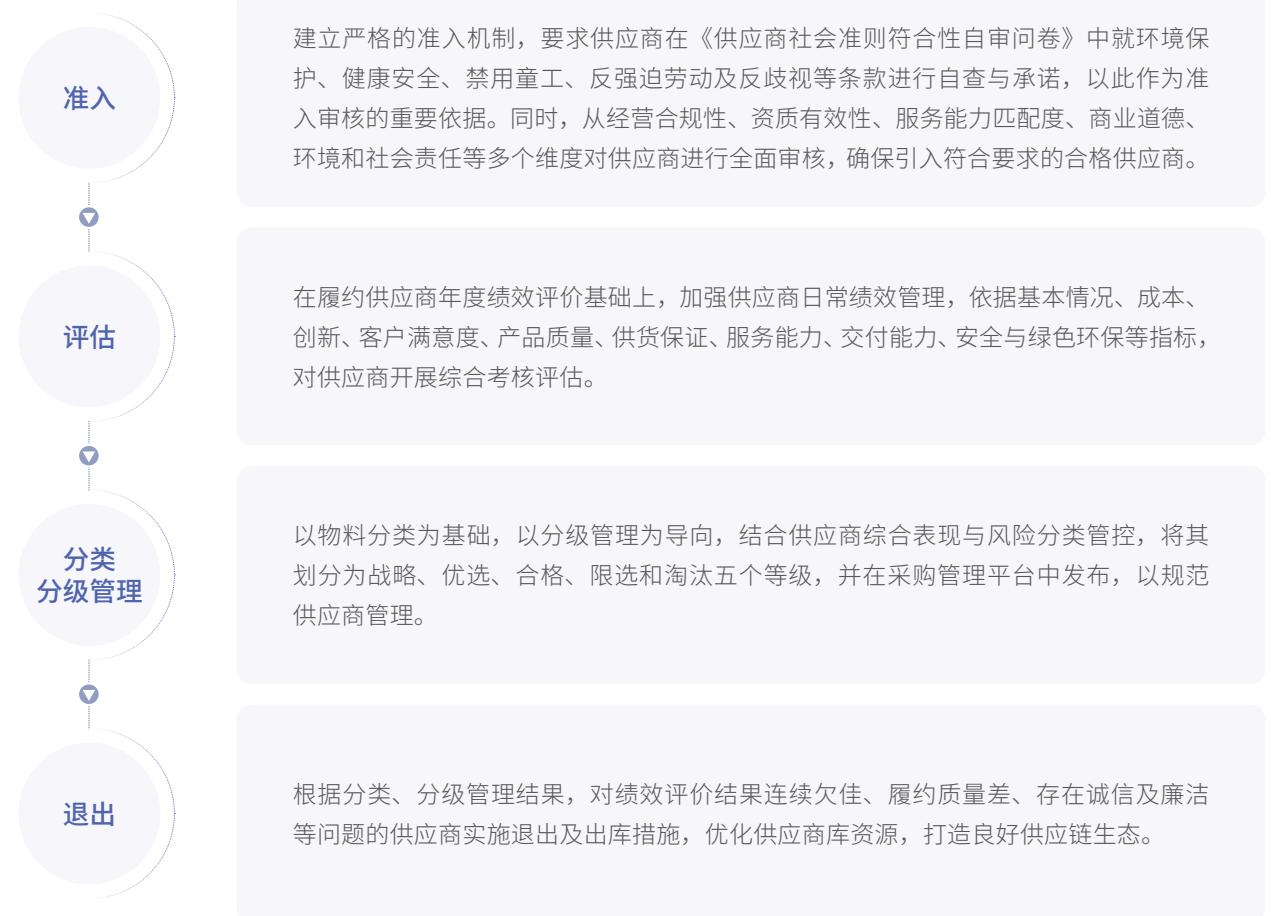 准入
建立严格的准入机制，要求供应商在《供应商社会准则符合性自审问卷》中就环境保
护、健康安全、禁用童工、反强迫劳动及反歧视等条款进行自查与承诺，以此作为准
入审核的重要依据。同时，从经营合规性、资质有效性、服务能力匹配度、商业道德、
环境和社会责任等多个维度对供应商进行全面审核，确保引入符合要求的合格供应商。
评估
在履约供应商年度绩效评价基础上，加强供应商日常绩效管理，依据基本情况、成本、
创新、客户满意度、产品质量、供货保证、服务能力、交付能力、安全与绿色环保等指标，
对供应商开展综合考核评估。
分类
分级管理
以物料分类为基础，以分级管理为导向，结合供应商综合表现与风险分类管控，将其
划分为战略、优选、合格、限选和淘汰五个等级，并在采购管理平台中发布，以规范
供应商管理。
退出
根据分类、分级管理结果，对绩效评价结果连续欠佳、履约质量差、存在诚信及廉洁
等问题的供应商实施退出及出库措施，优化供应商库资源，打造良好供应链生态。